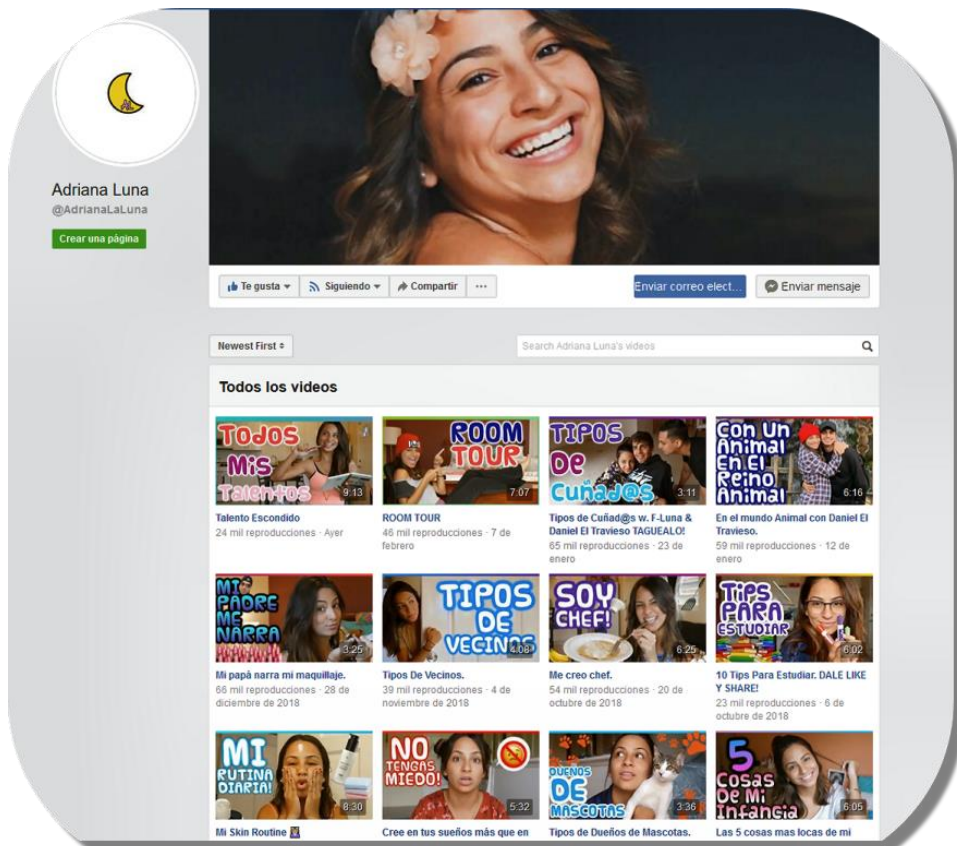 Adriana Luna
@AdrianaLaLuna
Crear una página
Te gusta
Siguiendo
Compartir
···
Enviar correo elect...
Enviar mensaje
Newest First
Search Adriana Luna's videos
Todos los videos
TODOS
MIS
TALENTOS
9:13
Talento Escondido
24 mil reproducciones · Ayer
ROOM
TOUR
7:07
ROOM TOUR
46 mil reproducciones · 7 de
febrero
TIPOS
DE
Cuñad@s
3:11
Tipos de Cuñad@s w. F-Luna &
Daniel El Travieso TAGUEALO!
65 mil reproducciones · 23 de
enero
Con Un
Animal
En El
Reino
Animal
6:16
En el mundo Animal con Daniel El
Travieso.
59 mil reproducciones · 12 de
enero
MI
PADRE
ME
NARRA
3:25
Mi papá narra mi maquillaje.
66 mil reproducciones · 28 de
diciembre de 2018
TIPOS
DE
VECINOS
4:08
Tipos De Vecinos.
39 mil reproducciones · 4 de
noviembre de 2018
SOY
CHEF!
6:25
Me creo chef.
54 mil reproducciones · 20 de
octubre de 2018
TIPS
PARA
ESTUDIAR
6:02
10 Tips Para Estudiar. DALE LIKE
Y SHARE!
23 mil reproducciones · 6 de
octubre de 2018
MI
RUTINA
DIARIA!
8:30
Mi Skin Routine
NO
TENGAS
MIEDO!
5:32
Cree en tus sueños más que en
DUEÑOS
DE
MASCOTAS
3:36
Tipos de Dueños de Mascotas.
5
Cosas
De Mi
Infancia
6:05
Las 5 cosas mas locas de mi